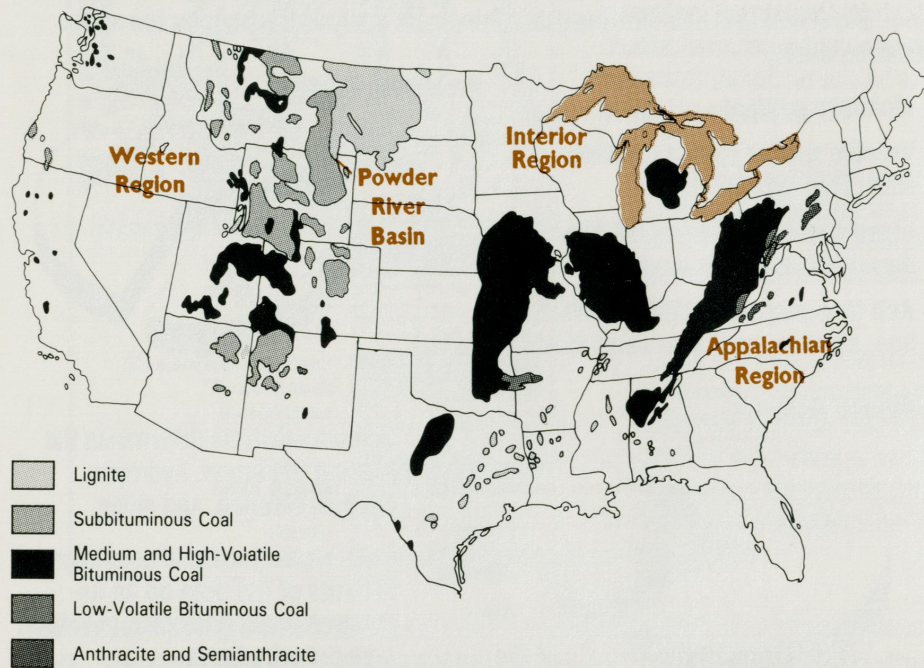 Western
Region
Powder
River
Basin
Interior
Region
Appalachian
Region
Lignite
Subbituminous Coal
Medium and High-Volatile
Bituminous Coal
Low-Volatile Bituminous Coal
Anthracite and Semianthracite